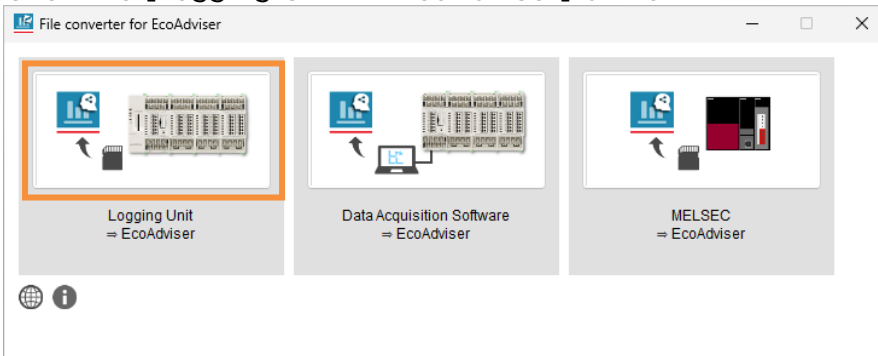 File converter for EcoAdviser
Logging Unit
⇒ EcoAdviser
Data Acquisition Software
⇒ EcoAdviser
MELSEC
⇒ EcoAdviser